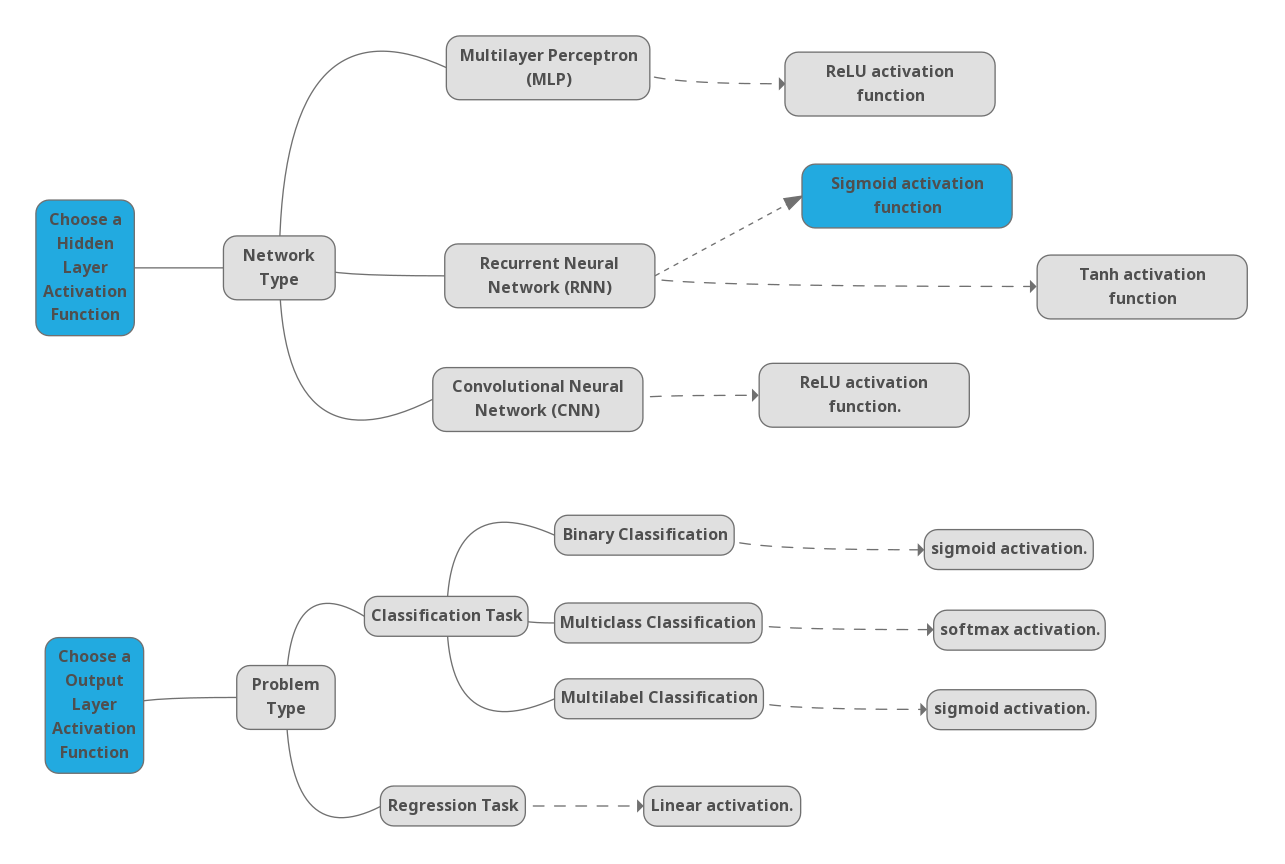 Multilayer Perceptron
(MLP)
ReLU activation
function
Sigmoid activation
function
Choose a
Hidden
Layer
Activation
Function
Network
Type
Recurrent Neural
Network (RNN)
Tanh activation
function
Convolutional Neural
Network (CNN)
ReLU activation
function.
Binary Classification
sigmoid activation.
Classification Task
Multiclass Classification
softmax activation.
Choose a
Output
Layer
Activation
Function
Problem
Type
Multilabel Classification
sigmoid activation.
Regression Task
Linear activation.